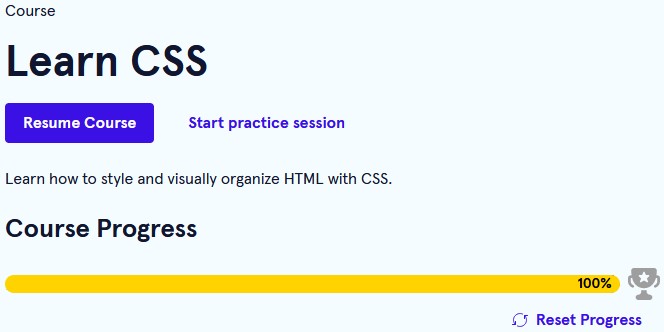 Course
Learn CSS
Resume Course Start practice session
Learn how to style and visually organize HTML with CSS.
Course Progress
100%
Reset Progress